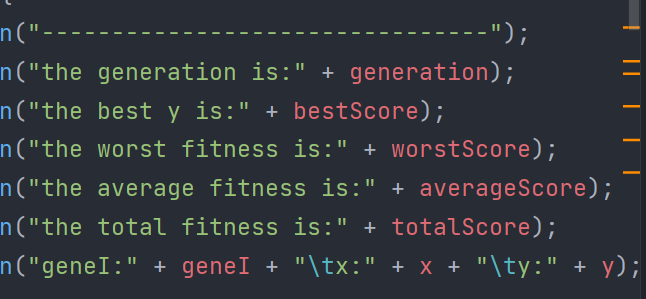 n("--------------------------------");
n("the generation is:" + generation);
n("the best y is:" + bestScore);
n("the worst fitness is:" + worstScore);
n("the average fitness is:" + averageScore);
n("the total fitness is:" + totalScore);
n("geneI:" + geneI + "\tx:" + x + "\ty:" + y);